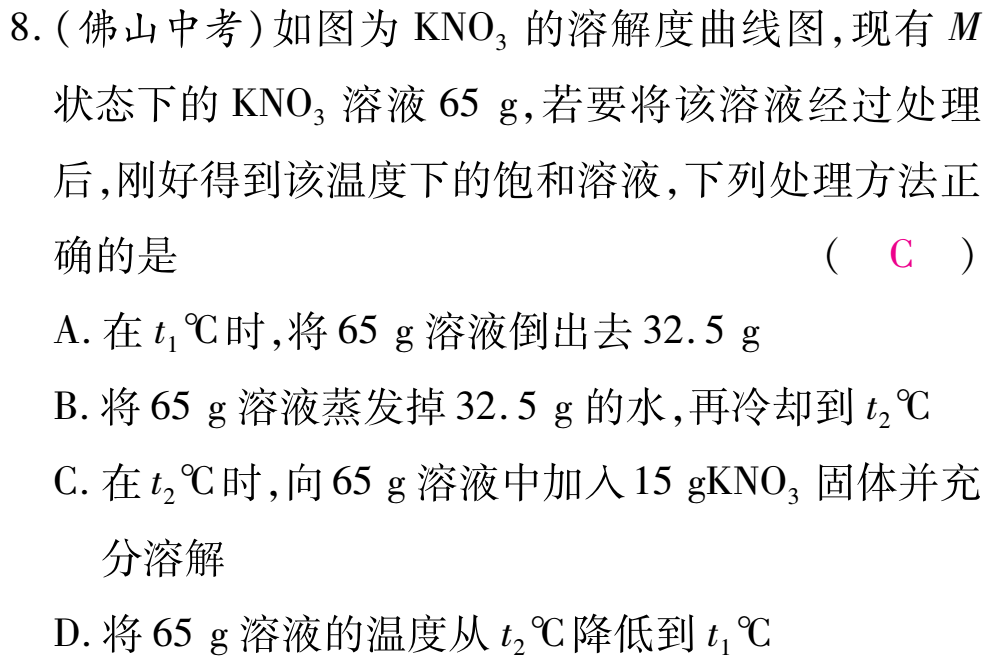 8. (佛山中考)如图为 KNO₃ 的溶解度曲线图,现有 M
状态下的 KNO₃ 溶液 65 g,若要将该溶液经过处理
后,刚好得到该温度下的饱和溶液,下列处理方法正
确的是 ( C )
A. 在 t₁℃时,将 65 g 溶液倒出去 32.5 g
B. 将 65 g 溶液蒸发掉 32.5 g 的水,再冷却到 t₂℃
C. 在 t₂℃时,向 65 g 溶液中加入 15 gKNO₃ 固体并充
分溶解
D. 将 65 g 溶液的温度从 t₂℃降低到 t₁℃